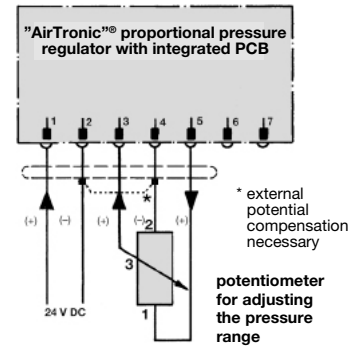 "AirTronic"® proportional pressure
regulator with integrated PCB
1 2 3 4 5 6 7
* external
potential
compensation
necessary
*
(+) (−) (+) (−) (+)
2
3
1
24 V DC
potentiometer
for adjusting
the pressure
range